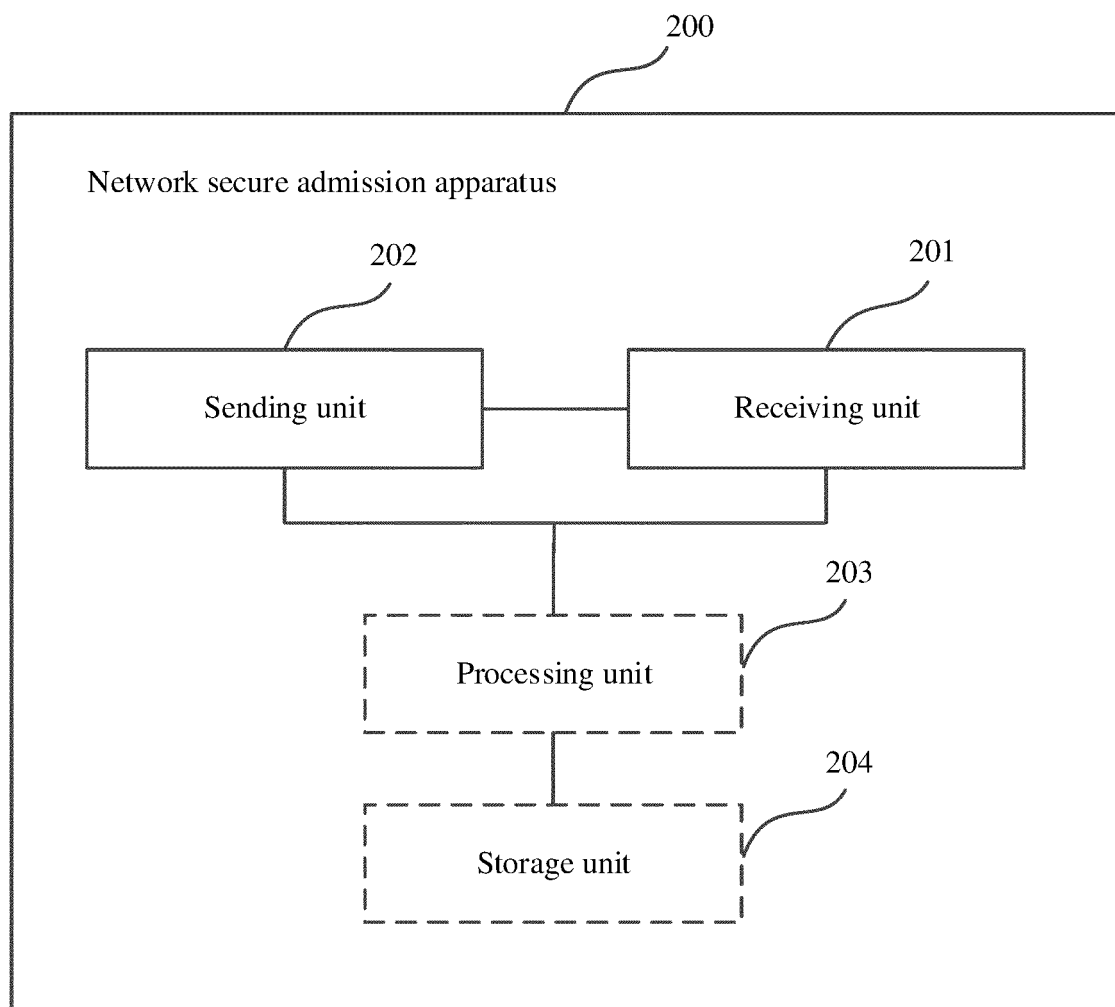 200
Network secure admission apparatus
202
201
Sending unit
Receiving unit
203
Processing unit
204
Storage unit